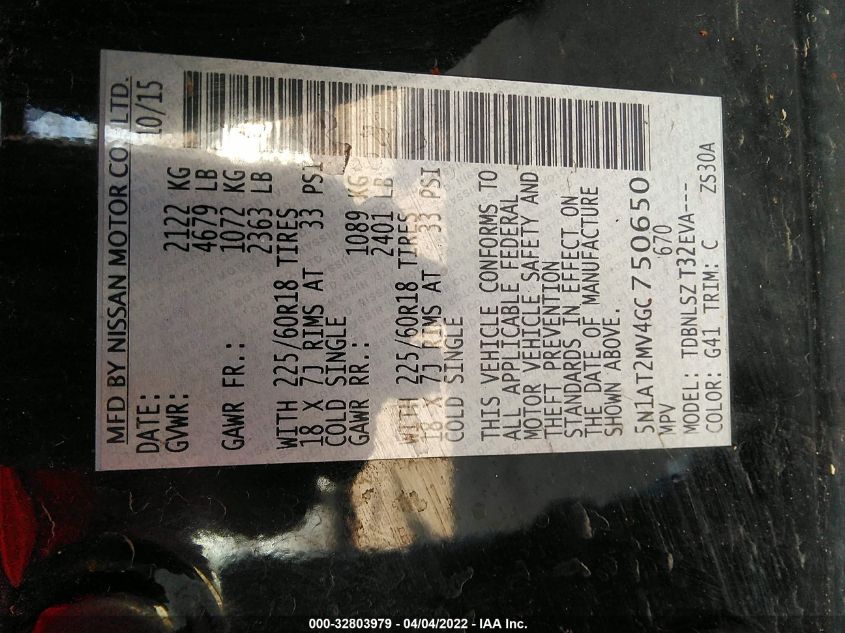 MFD BY NISSAN MOTOR CO., LTD.
DATE: 10/15
GVWR: 2122 KG
4679 LB
GAWR FR.: 1072 KG
2363 LB
WITH 225/60R18 TIRES
18 X 7J RIMS AT 33 PSI
COLD SINGLE
GAWR RR.: 1089 KG
2401 LB
WITH 225/60R18 TIRES
18 X 7J RIMS AT 33 PSI
COLD SINGLE
THIS VEHICLE CONFORMS TO
ALL APPLICABLE FEDERAL
MOTOR VEHICLE SAFETY AND
THEFT PREVENTION
STANDARDS IN EFFECT ON
THE DATE OF MANUFACTURE
SHOWN ABOVE.
5N1AT2MV4GC750650
MPV 670
MODEL: TDBNLSZ T32EVA---
COLOR: G41 TRIM: C ZS30A
000-32803979 - 04/04/2022 - IAA Inc.